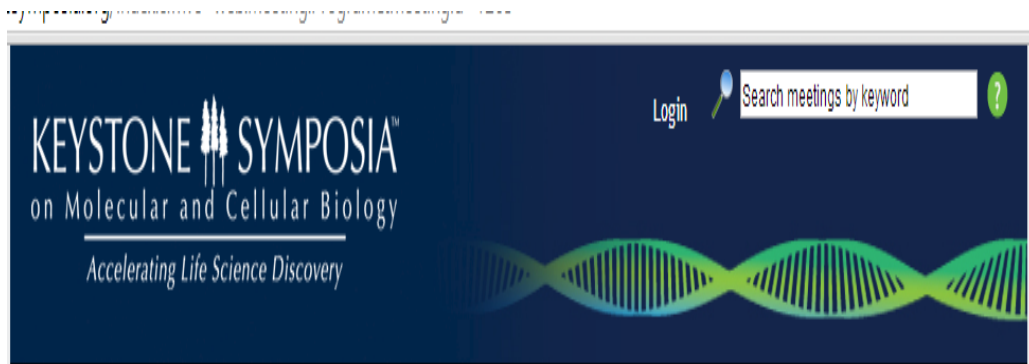 Login
Search meetings by keyword
?
KEYSTONE SYMPOSIA™
on Molecular and Cellular Biology
Accelerating Life Science Discovery